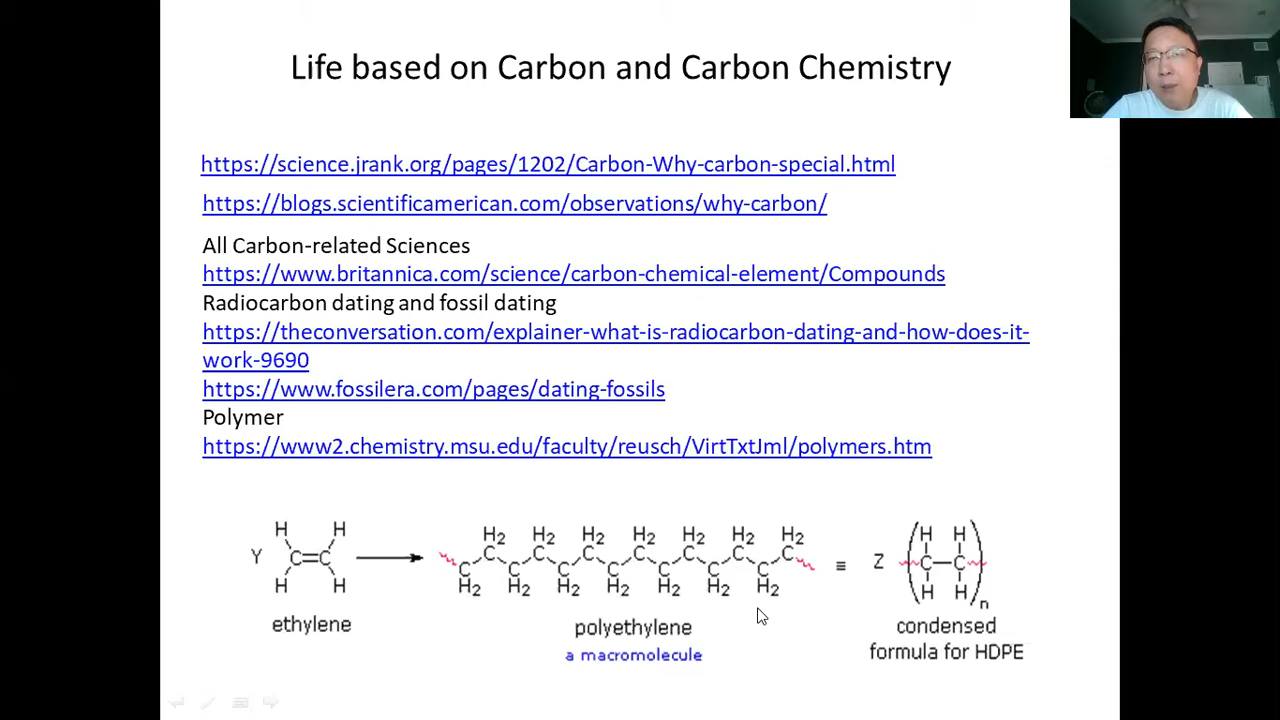 Life based on Carbon and Carbon Chemistry
https://science.jrank.org/pages/1202/Carbon-Why-carbon-special.html
https://blogs.scientificamerican.com/observations/why-carbon/
All Carbon-related Sciences
https://www.britannica.com/science/carbon-chemical-element/Compounds
Radiocarbon dating and fossil dating
https://theconversation.com/explainer-what-is-radiocarbon-dating-and-how-does-it-
work-9690
https://www.fossilera.com/pages/dating-fossils
Polymer
https://www2.chemistry.msu.edu/faculty/reusch/VirtTxtJml/polymers.htm
H H H2 H2 H2 H2 H2 H2 H2 H H
Y C=C C C C C C C C ≡ Z C—C
C C C C C C C
H H H2 H2 H2 H2 H2 H2 H2 H H n
ethylene polyethylene condensed
a macromolecule formula for HDPE